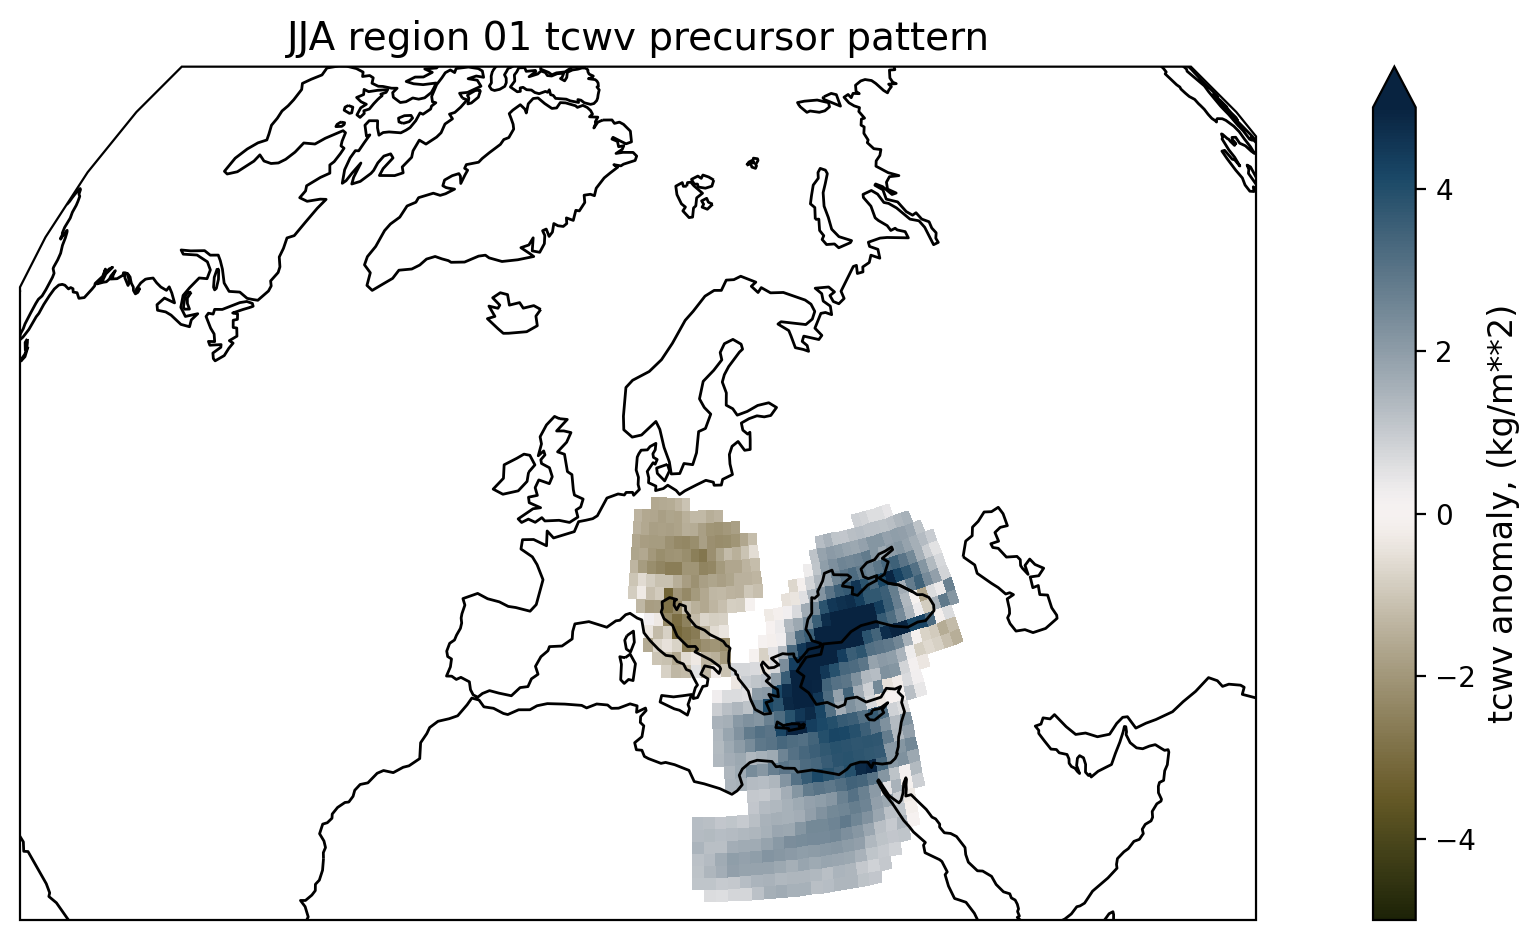 JJA region 01 tcwv precursor pattern
4
2
0
−2
−4
tcwv anomaly, (kg/m**2)